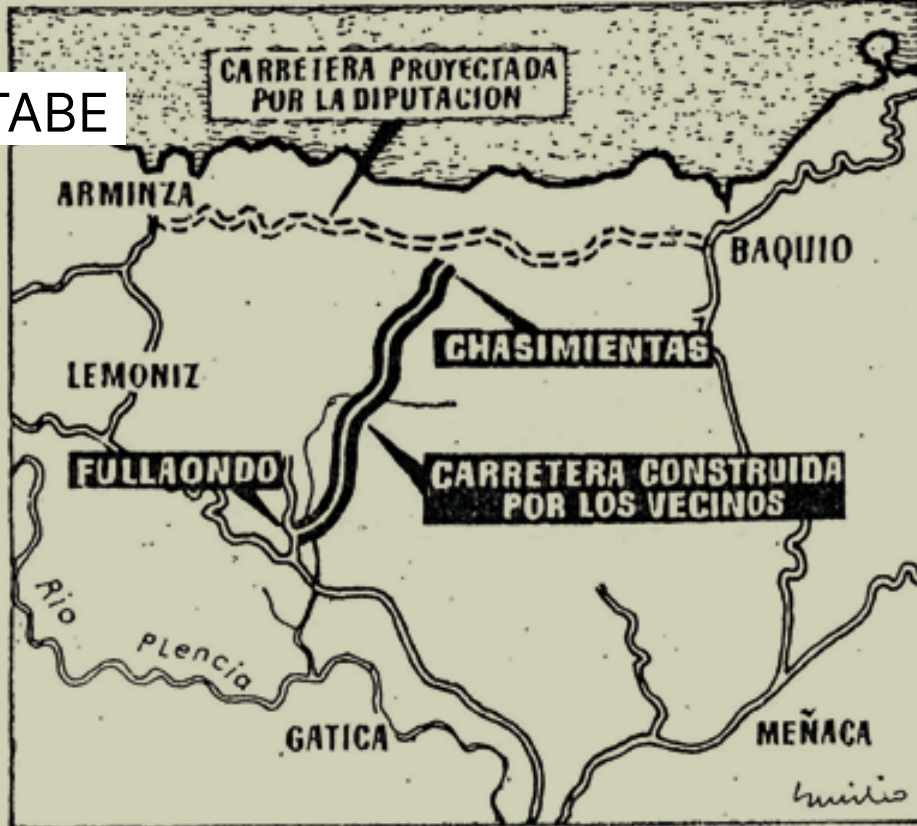 CARRETERA PROYECTADA
POR LA DIPUTACION
TABE
ARMINZA
BAQUIO
CHASIMIENTAS
LEMONIZ
FULLAONDO
CARRETERA CONSTRUIDA
POR LOS VECINOS
Rio
Plencia
GATICA
MEÑACA
Emilio